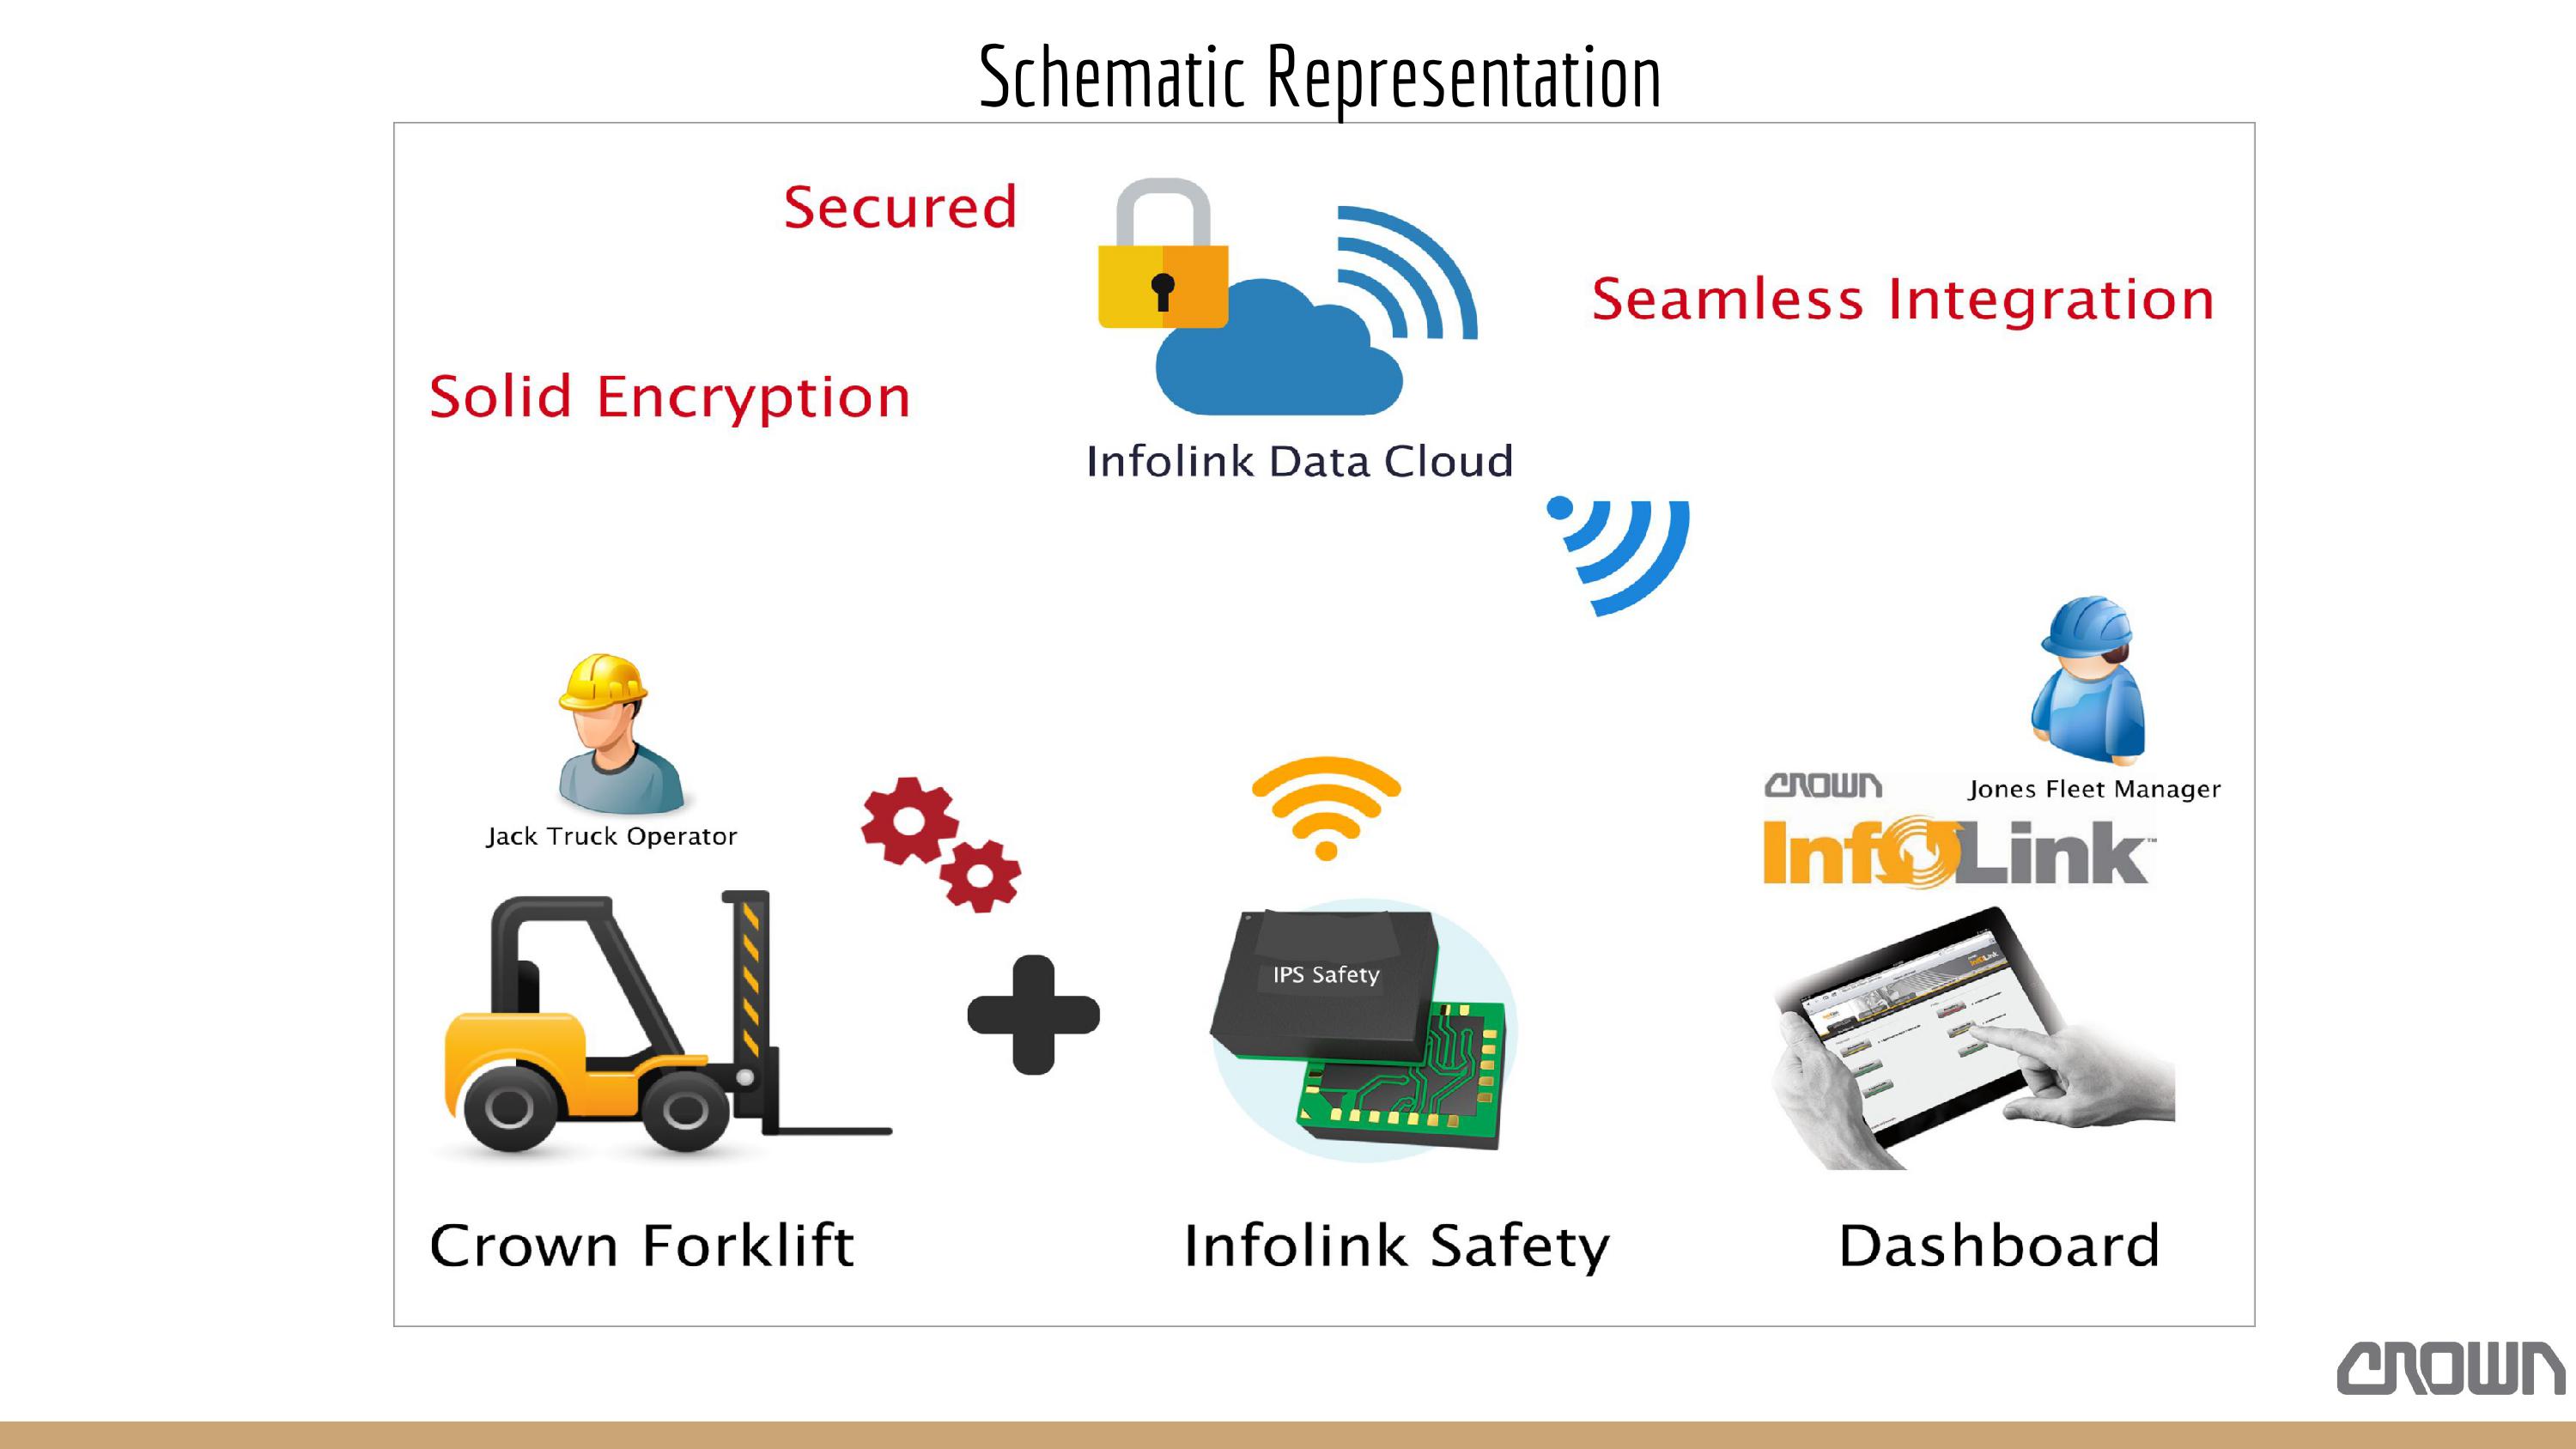 Schematic Representation
Secured
Seamless Integration
Solid Encryption
Infolink Data Cloud
Jack Truck Operator
CROWN
Jones Fleet Manager
InfoLink™
IPS Safety
Crown Forklift
Infolink Safety
Dashboard
CROWN